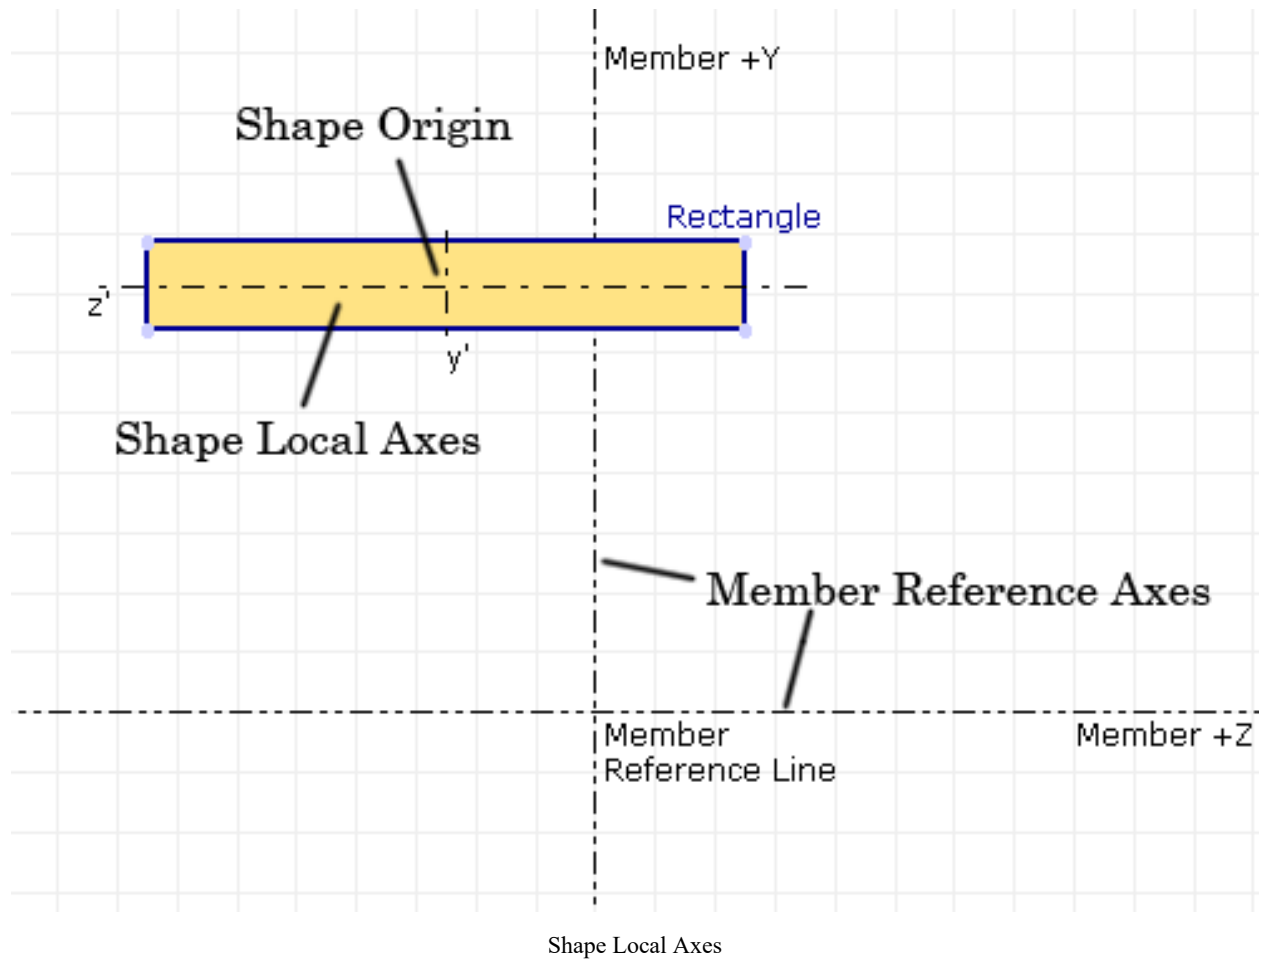 Member +Y
Shape Origin
Rectangle
z'
y'
Shape Local Axes
Member Reference Axes
Member
Reference Line
Member +Z
Shape Local Axes